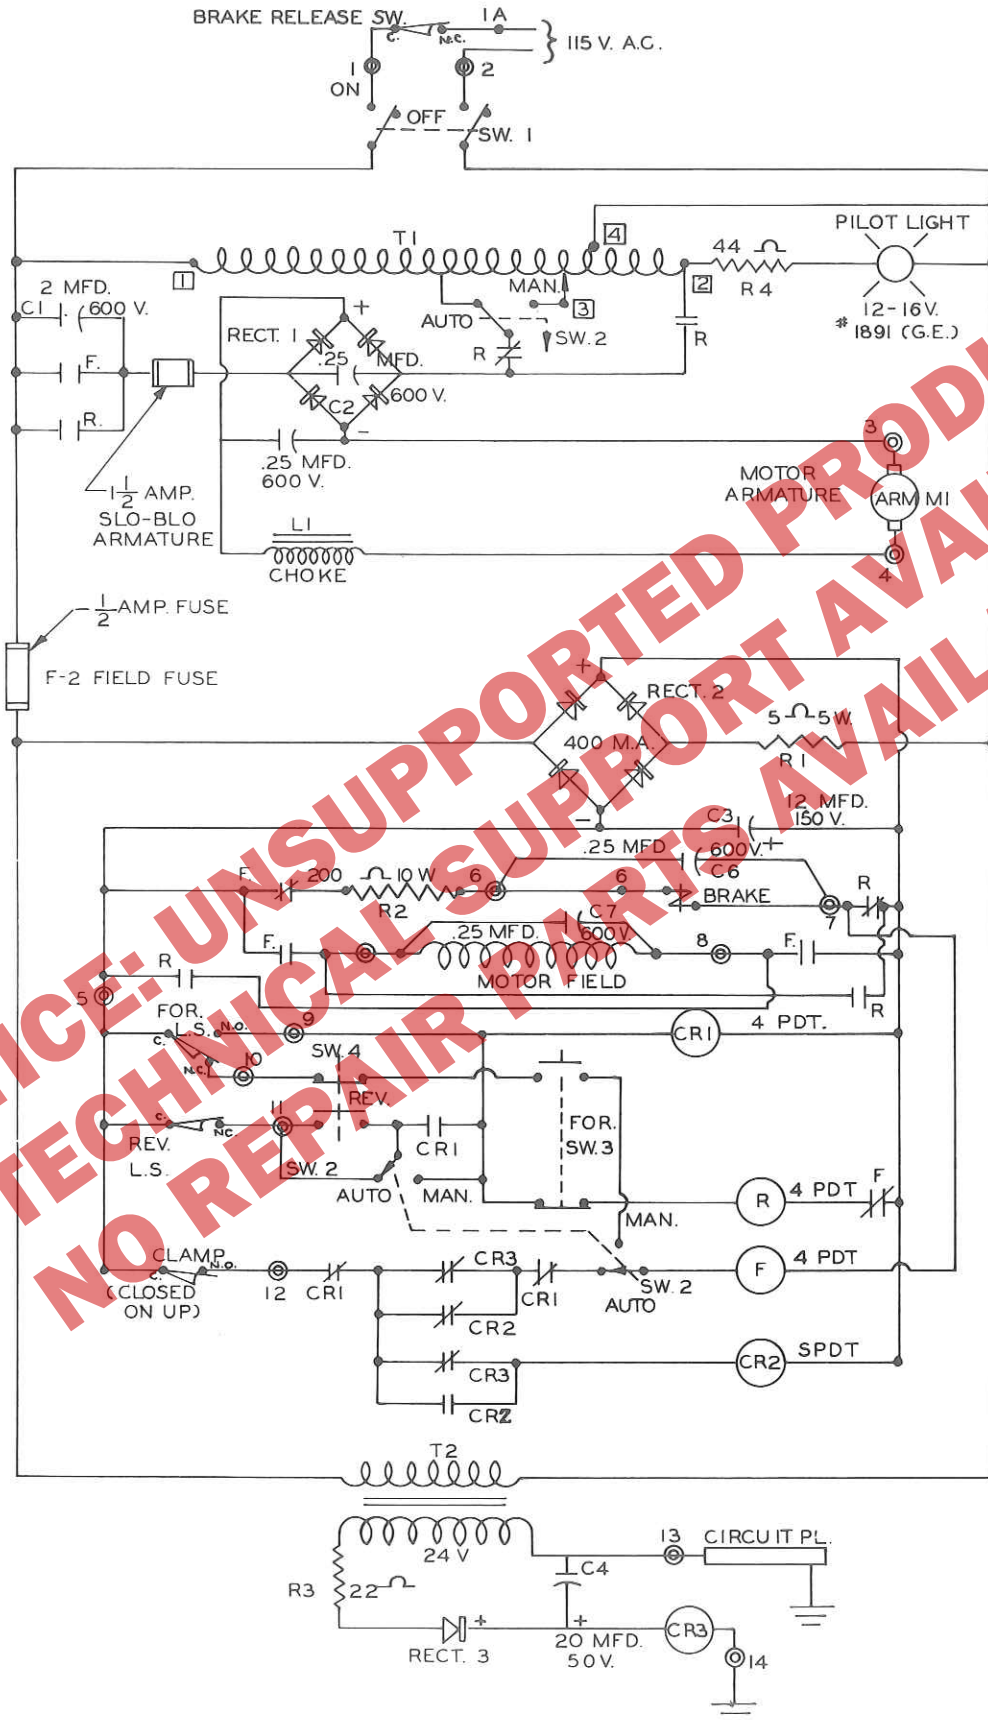 BRAKE RELEASE SW.
1A
C.
N.C.
115 V. A.C.
1
ON
2
OFF
SW. 1
T1
4
PILOT LIGHT
44 Ω
R4
1
2
MAN.
3
12-16V.
# 1891 (G.E.)
2 MFD.
C1
600 V.
RECT. 1
+
AUTO
SW.2
R
R
.25 MFD.
600 V.
C2
F.
R.
-
.25 MFD.
600 V.
3
MOTOR
ARMATURE
ARM
M1
1 1/2 AMP.
SLO-BLO
ARMATURE
L1
CHOKE
4
1/2 AMP. FUSE
F-2 FIELD FUSE
+
RECT. 2
5 Ω 5 W.
400 M.A.
R1
-
C3
12 MFD.
150 V.
+
.25 MFD
600V.
C6
F.
200 Ω 10 W
R2
6
6
BRAKE
R
7
F.
.25 MFD.
C7
600V.
8
F.
MOTOR FIELD
R
R
5
FOR.
L.S.
C.
N.O.
N.C.
9
10
CR1
4 PDT.
SW.4
REV.
C.
N.C.
REV.
L.S.
11
CR1
FOR.
SW.3
SW.2
AUTO
MAN.
R
4 PDT
F
MAN.
CLAMP
C.
N.O.
(CLOSED
ON UP)
12
CR1
CR3
CR1
SW.2
AUTO
F
4 PDT
CR2
CR3
CR2
SPDT
CR2
T2
24 V
13
CIRCUIT PL.
R3
22 Ω
C4
RECT. 3
+
+
20 MFD.
50 V.
CR3
14
NOTICE: UNSUPPORTED PRODU
TECHNICAL SUPPORT AVAIL
NO REPAIR PARTS AVAIL